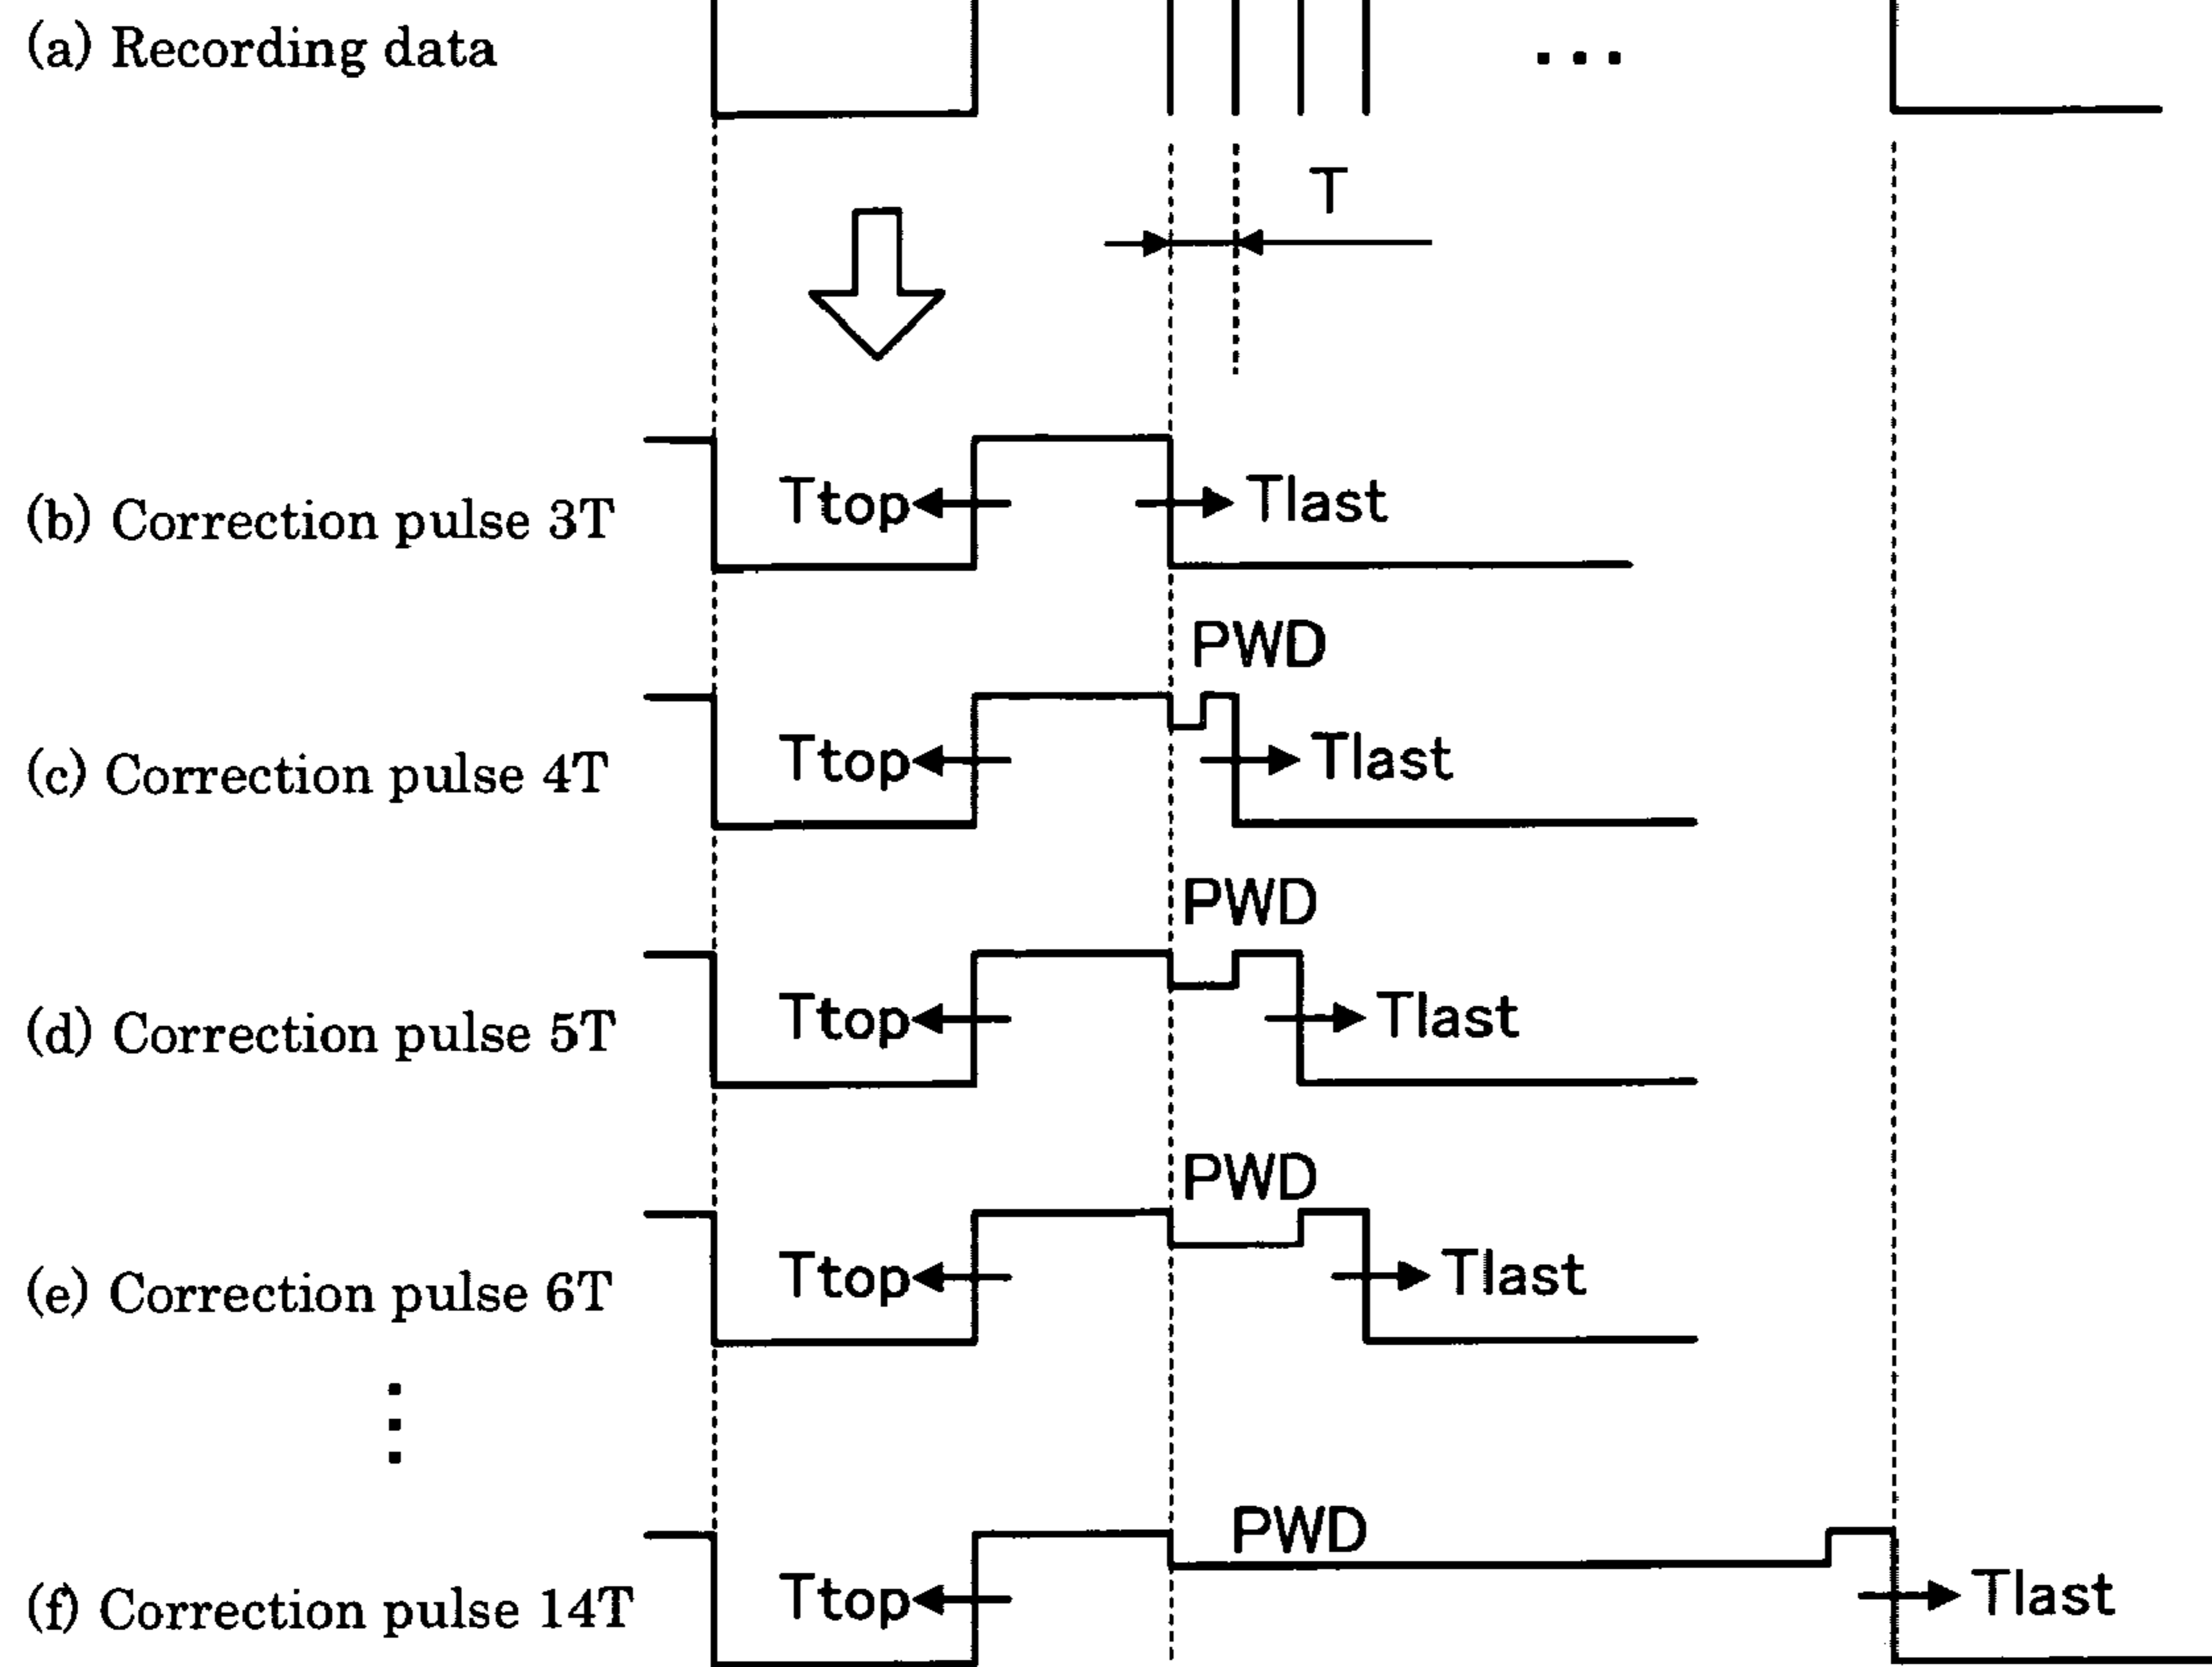 (a) Recording data
...
T
(b) Correction pulse 3T
Ttop
Tlast
PWD
(c) Correction pulse 4T
Ttop
Tlast
PWD
(d) Correction pulse 5T
Ttop
Tlast
PWD
(e) Correction pulse 6T
Ttop
Tlast
PWD
(f) Correction pulse 14T
Ttop
Tlast